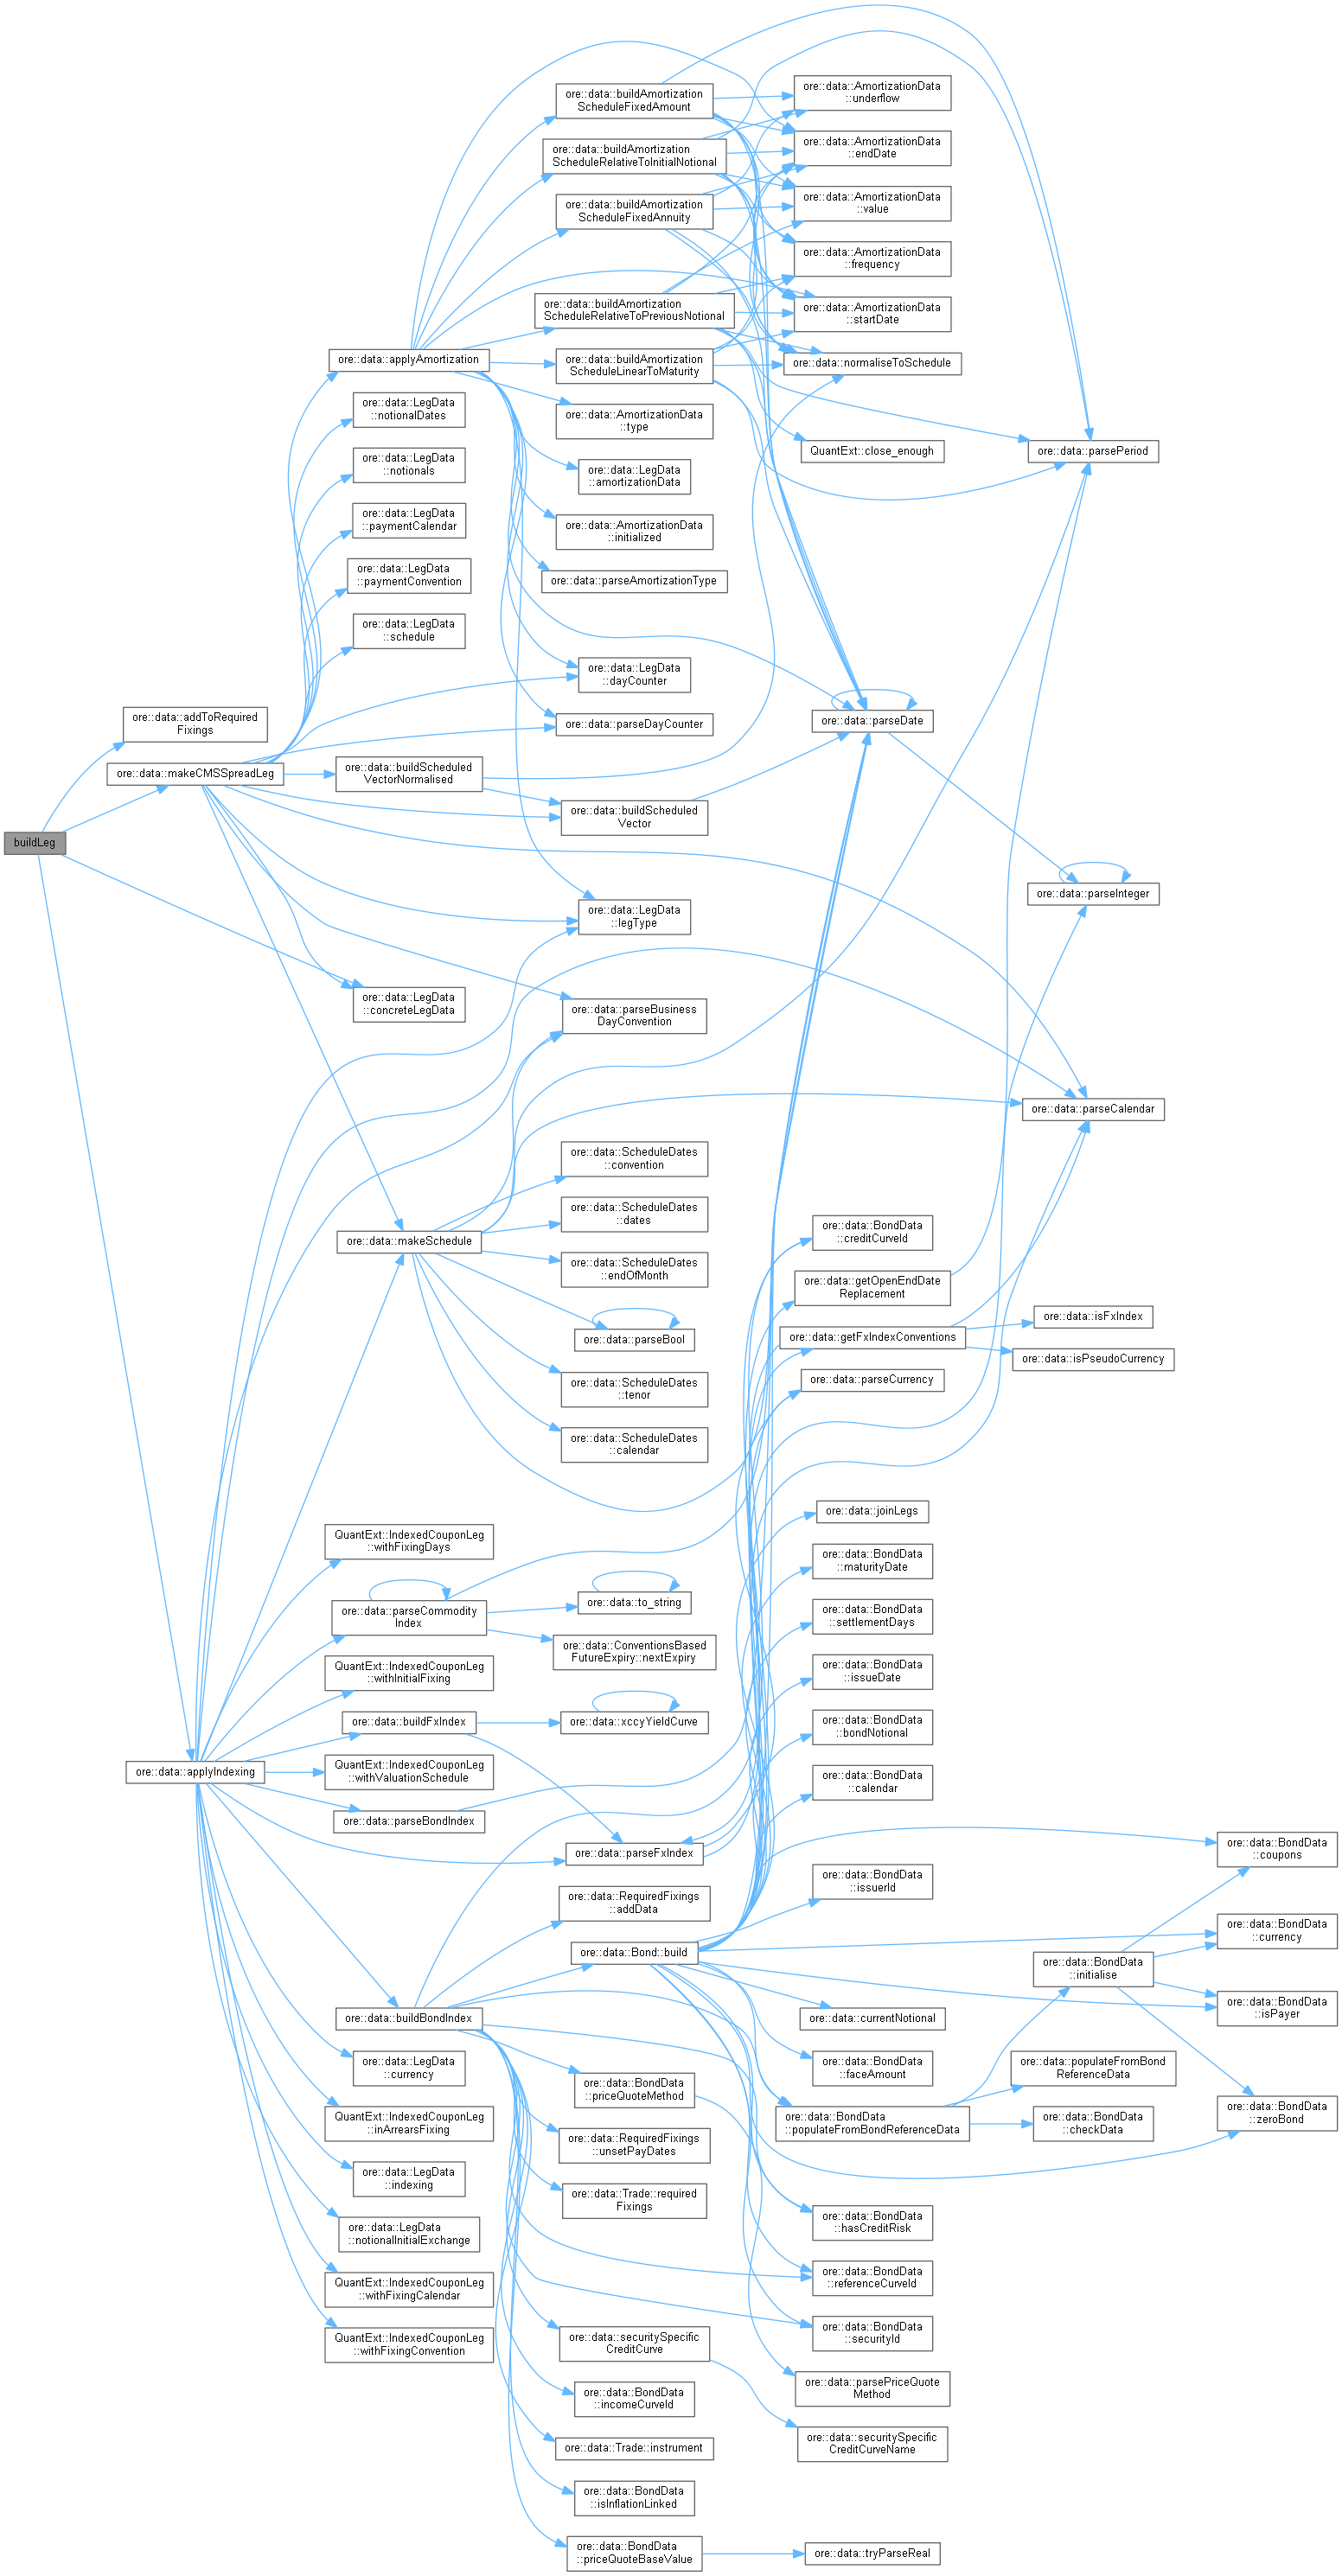 buildLeg
ore::data::addToRequired
Fixings
ore::data::makeCMSSpreadLeg
ore::data::applyIndexing
ore::data::applyAmortization
ore::data::LegData
::notionalDates
ore::data::LegData
::notionals
ore::data::LegData
::paymentCalendar
ore::data::LegData
::paymentConvention
ore::data::LegData
::schedule
ore::data::buildScheduled
VectorNormalised
ore::data::LegData
::concreteLegData
ore::data::makeSchedule
QuantExt::IndexedCouponLeg
::withFixingDays
ore::data::parseCommodity
Index
QuantExt::IndexedCouponLeg
::withInitialFixing
ore::data::buildFxIndex
QuantExt::IndexedCouponLeg
::withValuationSchedule
ore::data::parseBondIndex
ore::data::buildBondIndex
ore::data::LegData
::currency
QuantExt::IndexedCouponLeg
::inArrearsFixing
ore::data::LegData
::indexing
ore::data::LegData
::notionalInitialExchange
QuantExt::IndexedCouponLeg
::withFixingCalendar
QuantExt::IndexedCouponLeg
::withFixingConvention
ore::data::buildAmortization
ScheduleFixedAmount
ore::data::buildAmortization
ScheduleRelativeToInitialNotional
ore::data::buildAmortization
ScheduleFixedAnnuity
ore::data::buildAmortization
ScheduleRelativeToPreviousNotional
ore::data::buildAmortization
ScheduleLinearToMaturity
ore::data::AmortizationData
::type
ore::data::LegData
::amortizationData
ore::data::AmortizationData
::initialized
ore::data::parseAmortizationType
ore::data::LegData
::dayCounter
ore::data::parseDayCounter
ore::data::buildScheduled
Vector
ore::data::LegData
::legType
ore::data::parseBusiness
DayConvention
ore::data::ScheduleDates
::convention
ore::data::ScheduleDates
::dates
ore::data::ScheduleDates
::endOfMonth
ore::data::parseBool
ore::data::ScheduleDates
::tenor
ore::data::ScheduleDates
::calendar
ore::data::to_string
ore::data::ConventionsBased
FutureExpiry::nextExpiry
ore::data::xccyYieldCurve
ore::data::parseFxIndex
ore::data::RequiredFixings
::addData
ore::data::Bond::build
ore::data::BondData
::priceQuoteMethod
ore::data::RequiredFixings
::unsetPayDates
ore::data::Trade::required
Fixings
ore::data::securitySpecific
CreditCurve
ore::data::BondData
::incomeCurveId
ore::data::Trade::instrument
ore::data::BondData
::isInflationLinked
ore::data::BondData
::priceQuoteBaseValue
ore::data::AmortizationData
::underflow
ore::data::AmortizationData
::endDate
ore::data::AmortizationData
::value
ore::data::AmortizationData
::frequency
ore::data::AmortizationData
::startDate
ore::data::normaliseToSchedule
QuantExt::close_enough
ore::data::parseDate
ore::data::BondData
::creditCurveId
ore::data::getOpenEndDate
Replacement
ore::data::getFxIndexConventions
ore::data::parseCurrency
ore::data::joinLegs
ore::data::BondData
::maturityDate
ore::data::BondData
::settlementDays
ore::data::BondData
::issueDate
ore::data::BondData
::bondNotional
ore::data::BondData
::calendar
ore::data::BondData
::issuerId
ore::data::currentNotional
ore::data::BondData
::faceAmount
ore::data::BondData
::populateFromBondReferenceData
ore::data::BondData
::hasCreditRisk
ore::data::BondData
::referenceCurveId
ore::data::BondData
::securityId
ore::data::parsePriceQuote
Method
ore::data::securitySpecific
CreditCurveName
ore::data::tryParseReal
ore::data::parsePeriod
ore::data::parseInteger
ore::data::parseCalendar
ore::data::isFxIndex
ore::data::isPseudoCurrency
ore::data::BondData
::initialise
ore::data::populateFromBond
ReferenceData
ore::data::BondData
::checkData
ore::data::BondData
::coupons
ore::data::BondData
::currency
ore::data::BondData
::isPayer
ore::data::BondData
::zeroBond